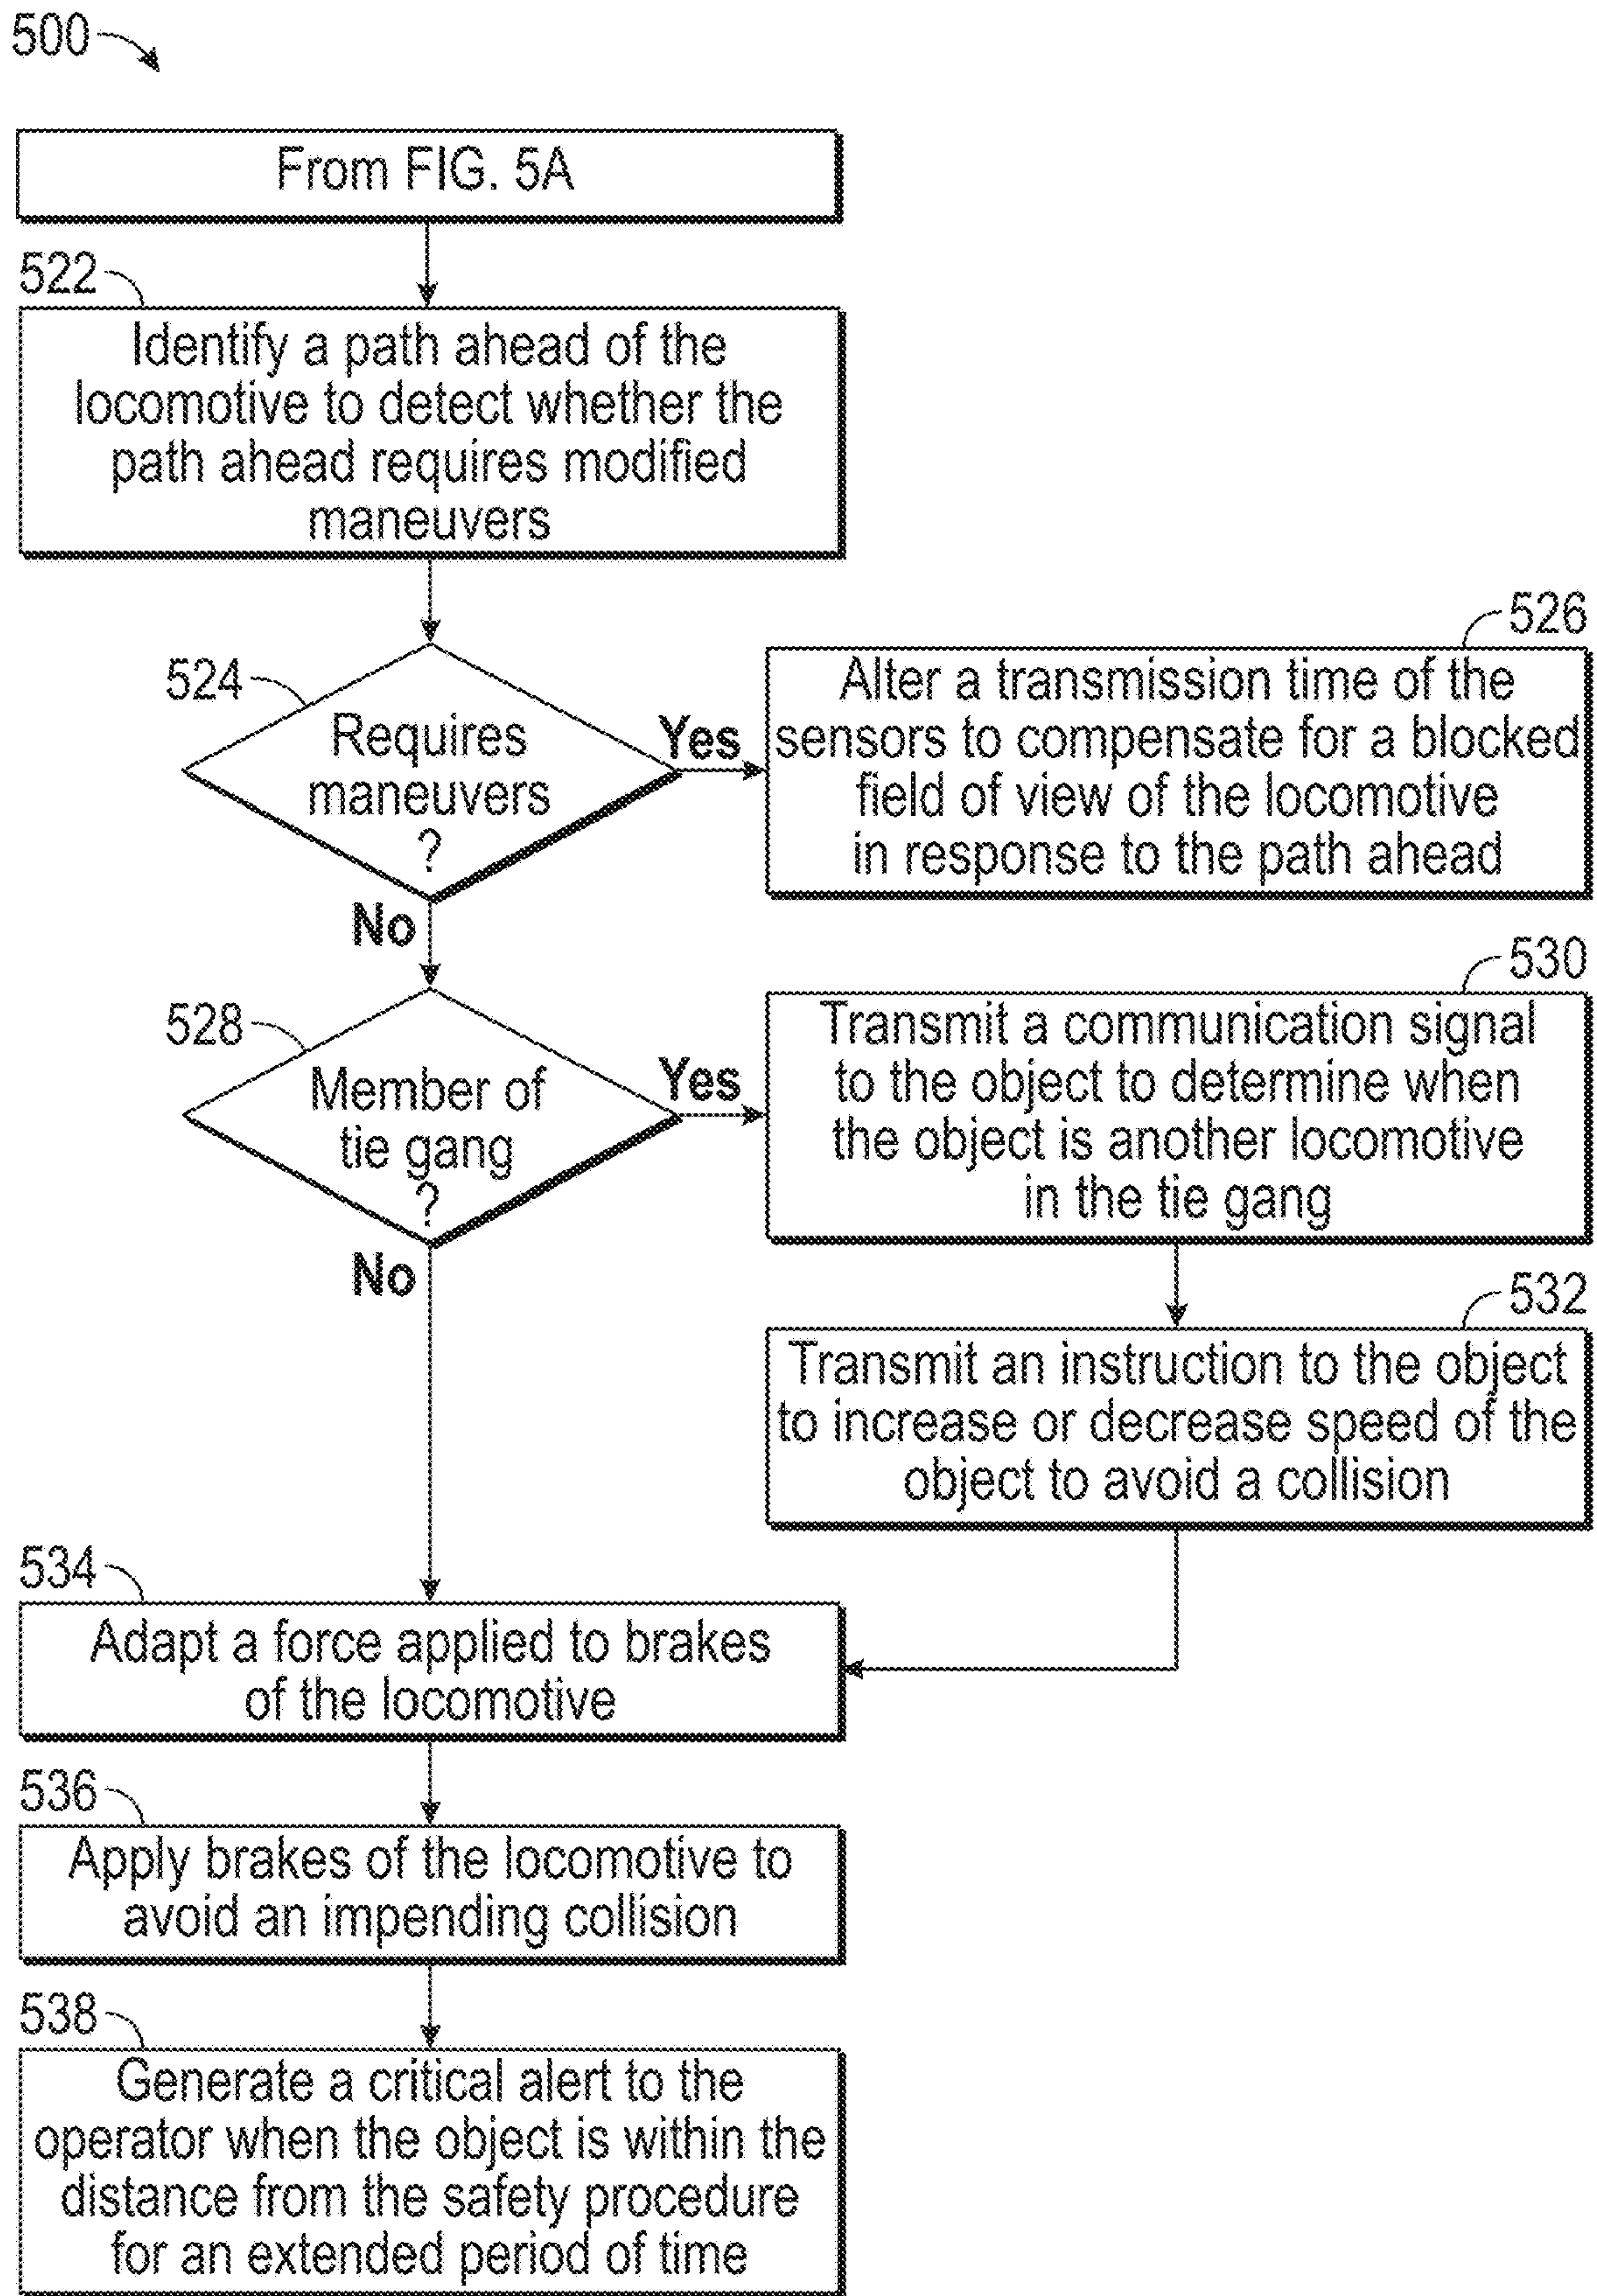 500
From FIG. 5A
522
Identify a path ahead of the
locomotive to detect whether the
path ahead requires modified
maneuvers
524
Requires
maneuvers
?
Yes
No
526
Alter a transmission time of the
sensors to compensate for a blocked
field of view of the locomotive
in response to the path ahead
528
Member of
tie gang
?
Yes
No
530
Transmit a communication signal
to the object to determine when
the object is another locomotive
in the tie gang
532
Transmit an instruction to the object
to increase or decrease speed of the
object to avoid a collision
534
Adapt a force applied to brakes
of the locomotive
536
Apply brakes of the locomotive to
avoid an impending collision
538
Generate a critical alert to the
operator when the object is within the
distance from the safety procedure
for an extended period of time